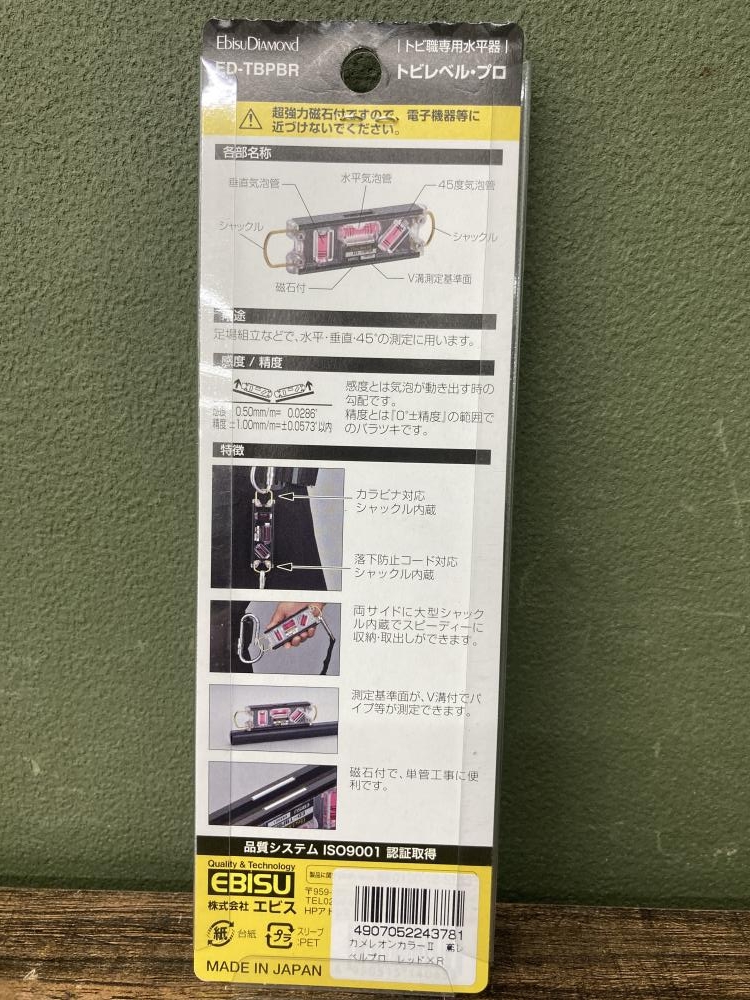 EBISUDIAMOND
トビ職専用水平器
ED-TBPBR
トビレベル・プロ
超強力磁石付ですので、電子機器等に
近づけないでください。
各部名称
水平気泡管
垂直気泡管
45度気泡管
シャックル
シャックル
V溝測定基準面
磁石付
用途
足場組立などで、水平・垂直・45°の測定に用います。
感度 / 精度
感度とは気泡が動き出す時の
勾配です。
精度とは『0°±精度』の範囲で
のバラツキです。
感度 0.50mm/m= 0.0286°
精度±1.00mm/m=±0.0573°以内
特徴
カラビナ対応
シャックル内蔵
落下防止コード対応
シャックル内蔵
両サイドに大型シャック
ル内蔵でスピーディーに
収納・取出しができます。
測定基準面が、V溝付でパ
イプ等が測定できます。
磁石付で、単管工事に便
利です。
品質システム ISO9001 認証取得
Quality & Technology
EBISU
株式会社 エビス
製品に関
〒959-
TEL02
HPア
紙 台紙
プラ スリーブ
:PET
MADE IN JAPAN
4907052243781
カメレオンカラーⅡ
ベルプロ レッド×R